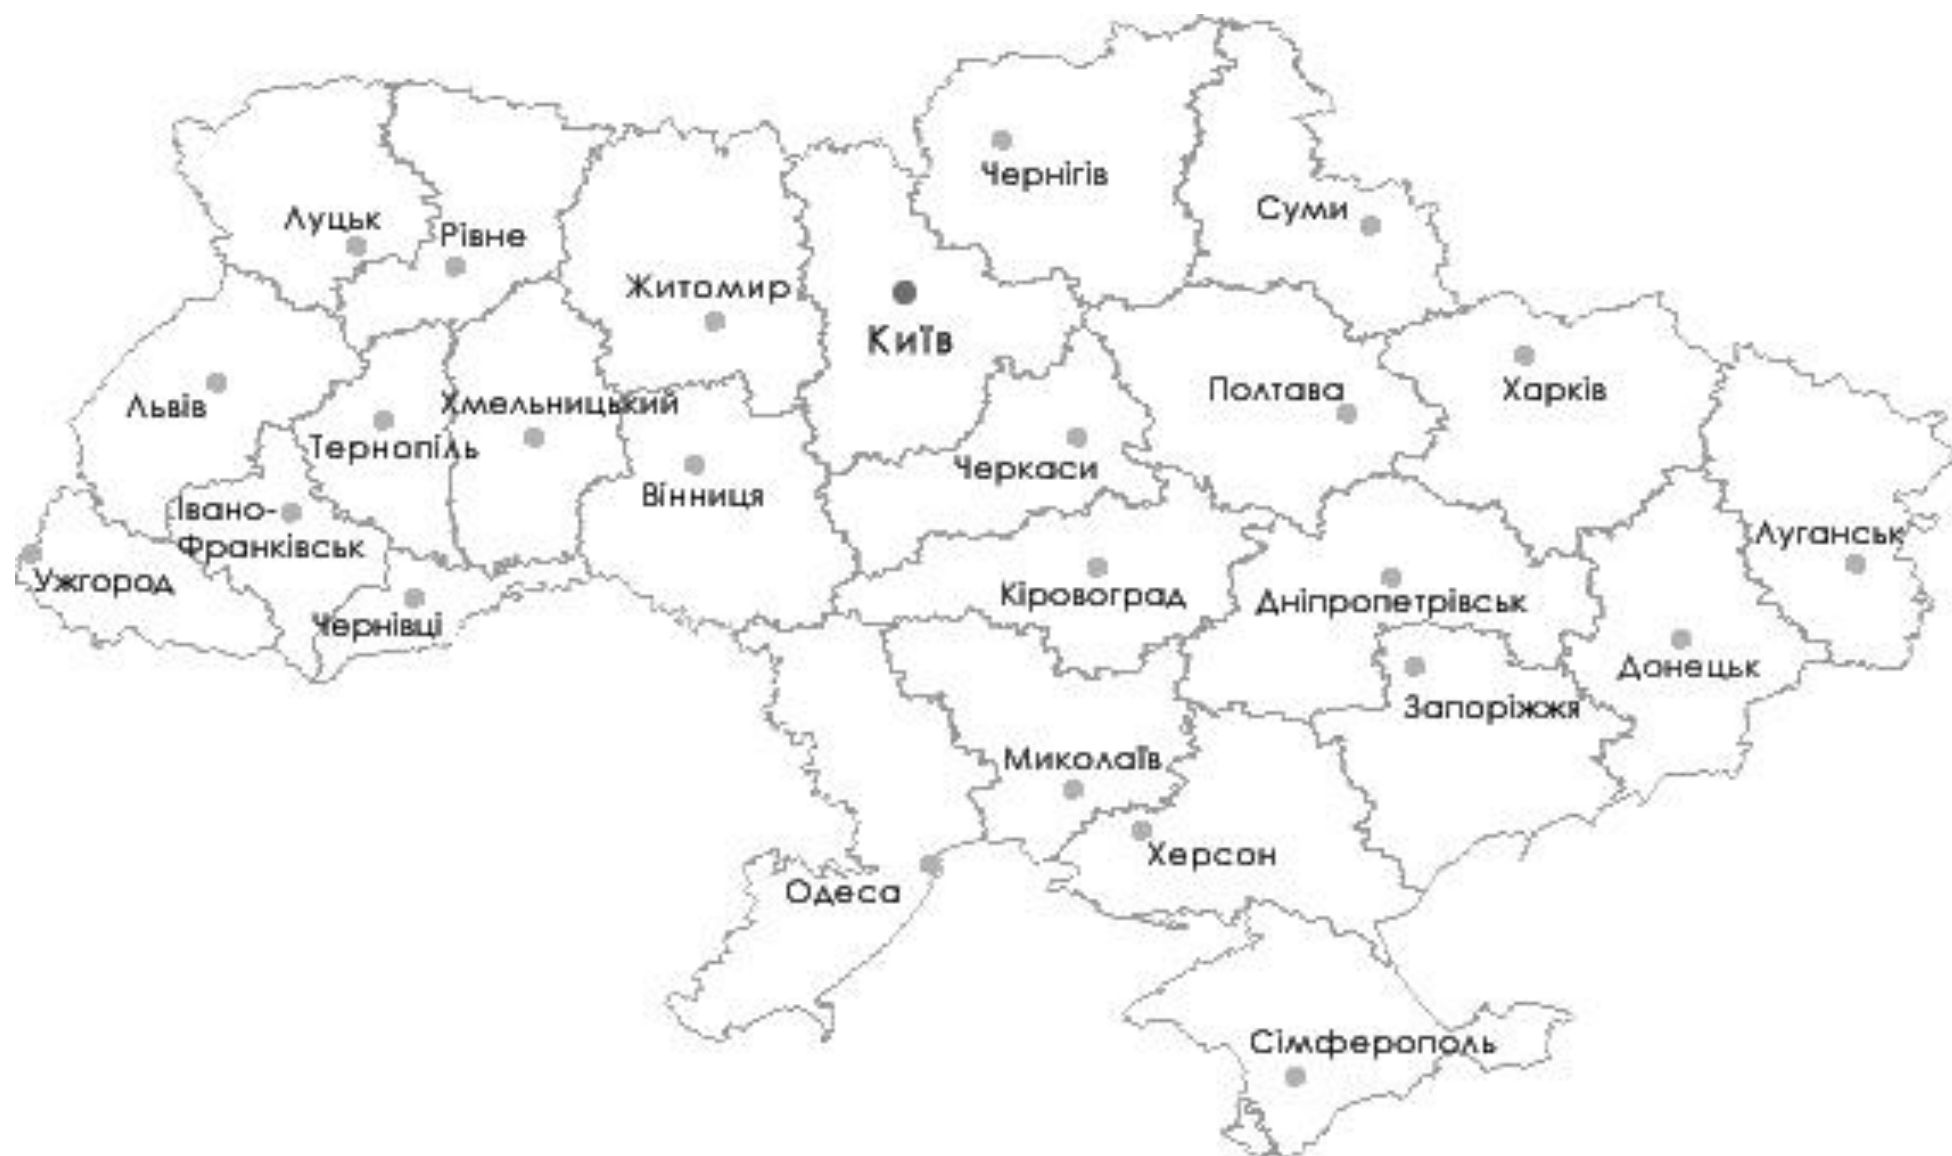 Чернігів
Суми
Луцьк
Рівне
Житомир
Київ
Львів
Тернопіль
Хмельницький
Вінниця
Черкаси
Полтава
Харків
Івано-
Франківськ
Ужгород
Чернівці
Кіровоград
Дніпропетрівськ
Луганськ
Донецьк
Запоріжжя
Миколаїв
Херсон
Одеса
Сімферополь